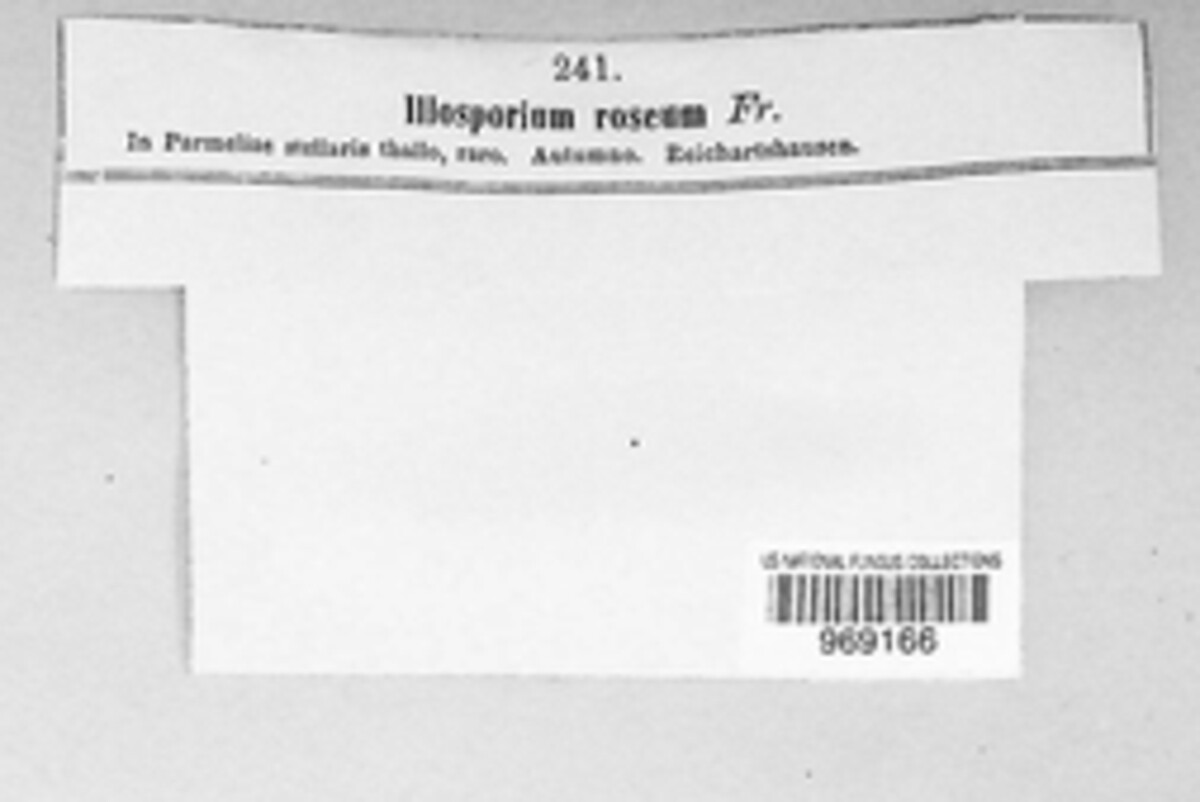 241.
Illosporium roseum Fr.
In Parmeliae stellaris thallo, raro. Autumno. Reichartshausen.
US NATIONAL FUNGUS COLLECTIONS
969166